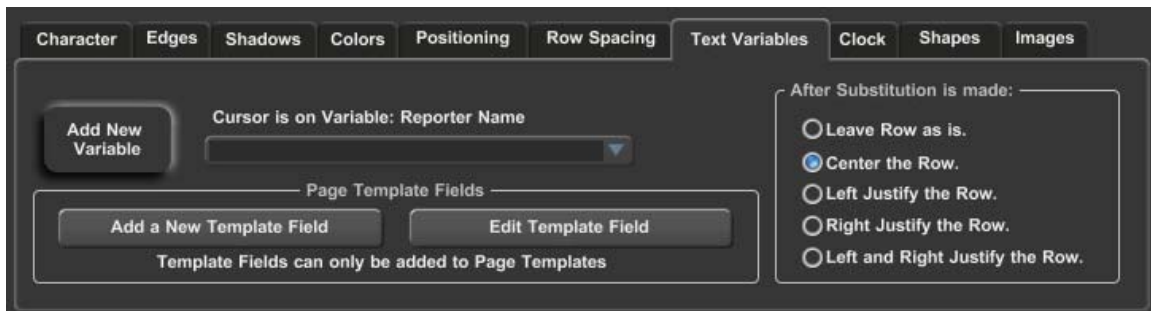 Character Edges Shadows Colors Positioning Row Spacing Text Variables Clock Shapes Images
Add New
Variable
Cursor is on Variable: Reporter Name
Page Template Fields
Add a New Template Field
Edit Template Field
Template Fields can only be added to Page Templates
After Substitution is made:
Leave Row as is.
Center the Row.
Left Justify the Row.
Right Justify the Row.
Left and Right Justify the Row.